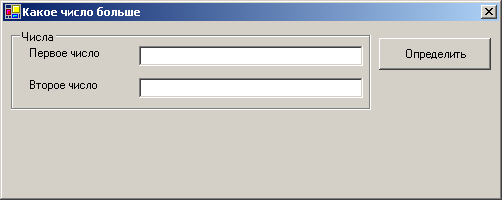 Какое число больше
Числа
Первое число
Определить
Второе число